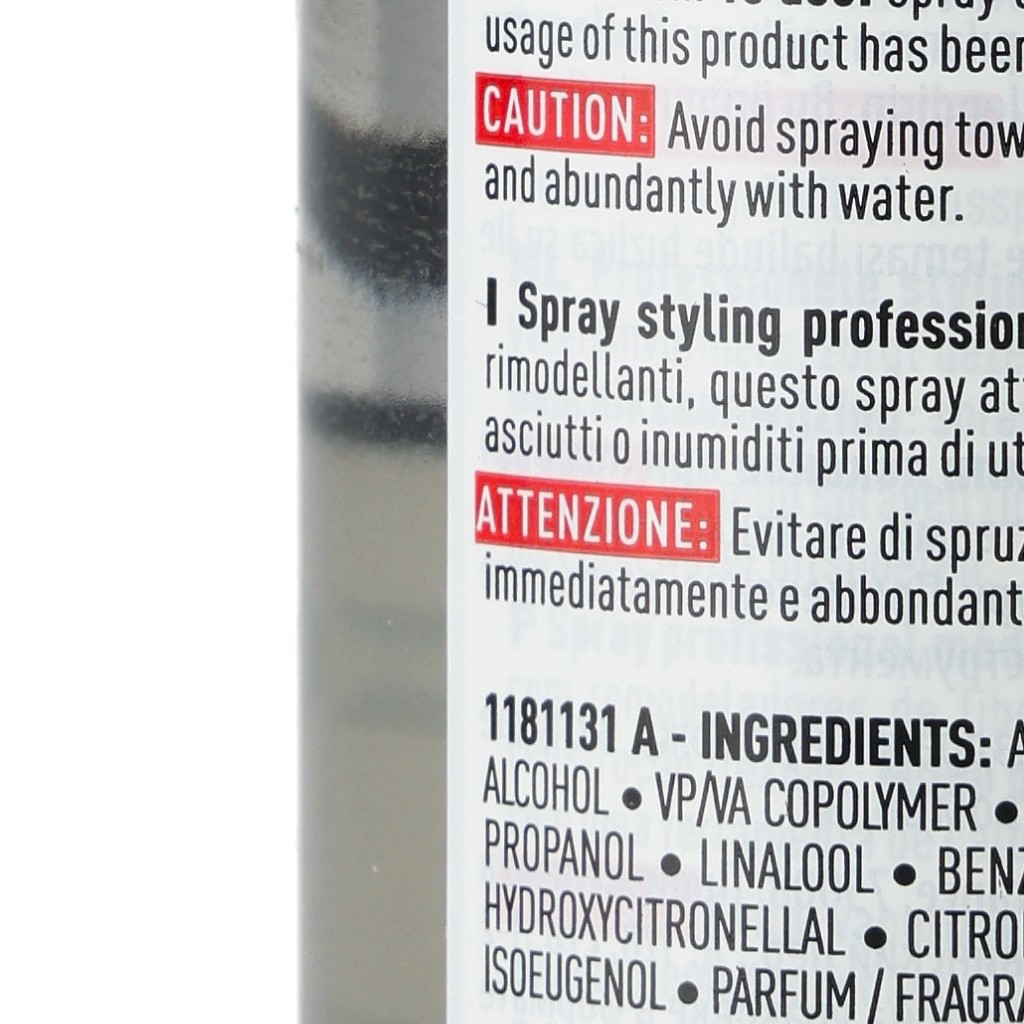 usage of this product has been
CAUTION: Avoid spraying tow
and abundantly with water.
I Spray styling profession
rimodellanti, questo spray att
asciutti o inumiditi prima di ut
ATTENZIONE: Evitare di spruz
immediatamente e abbondant
1181131 A - INGREDIENTS: A
ALCOHOL • VP/VA COPOLYMER •
PROPANOL • LINALOOL • BENZ
HYDROXYCITRONELLAL • CITRO
ISOEUGENOL • PARFUM / FRAGRA